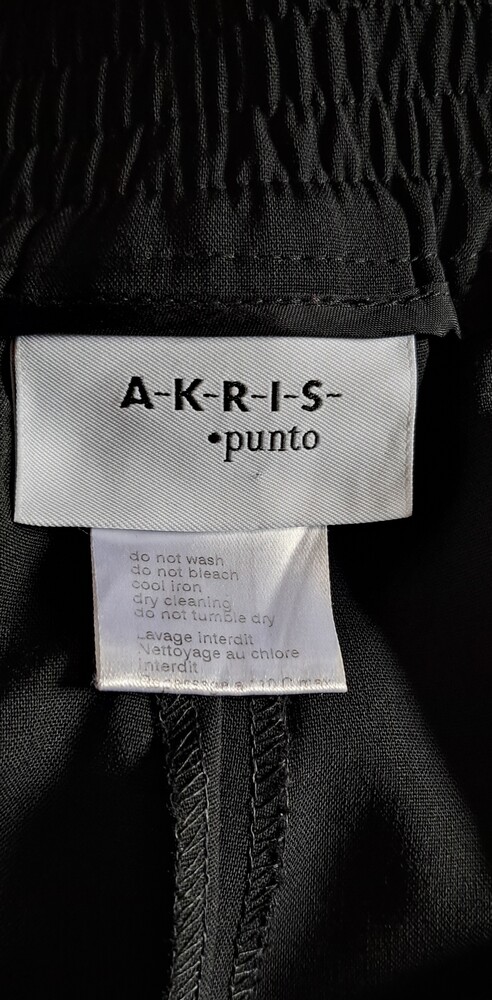 A-K-R-I-S-
•punto
do not wash
do not bleach
cool iron
dry cleaning
do not tumble dry
Lavage interdit
Nettoyage au chlore
interdit